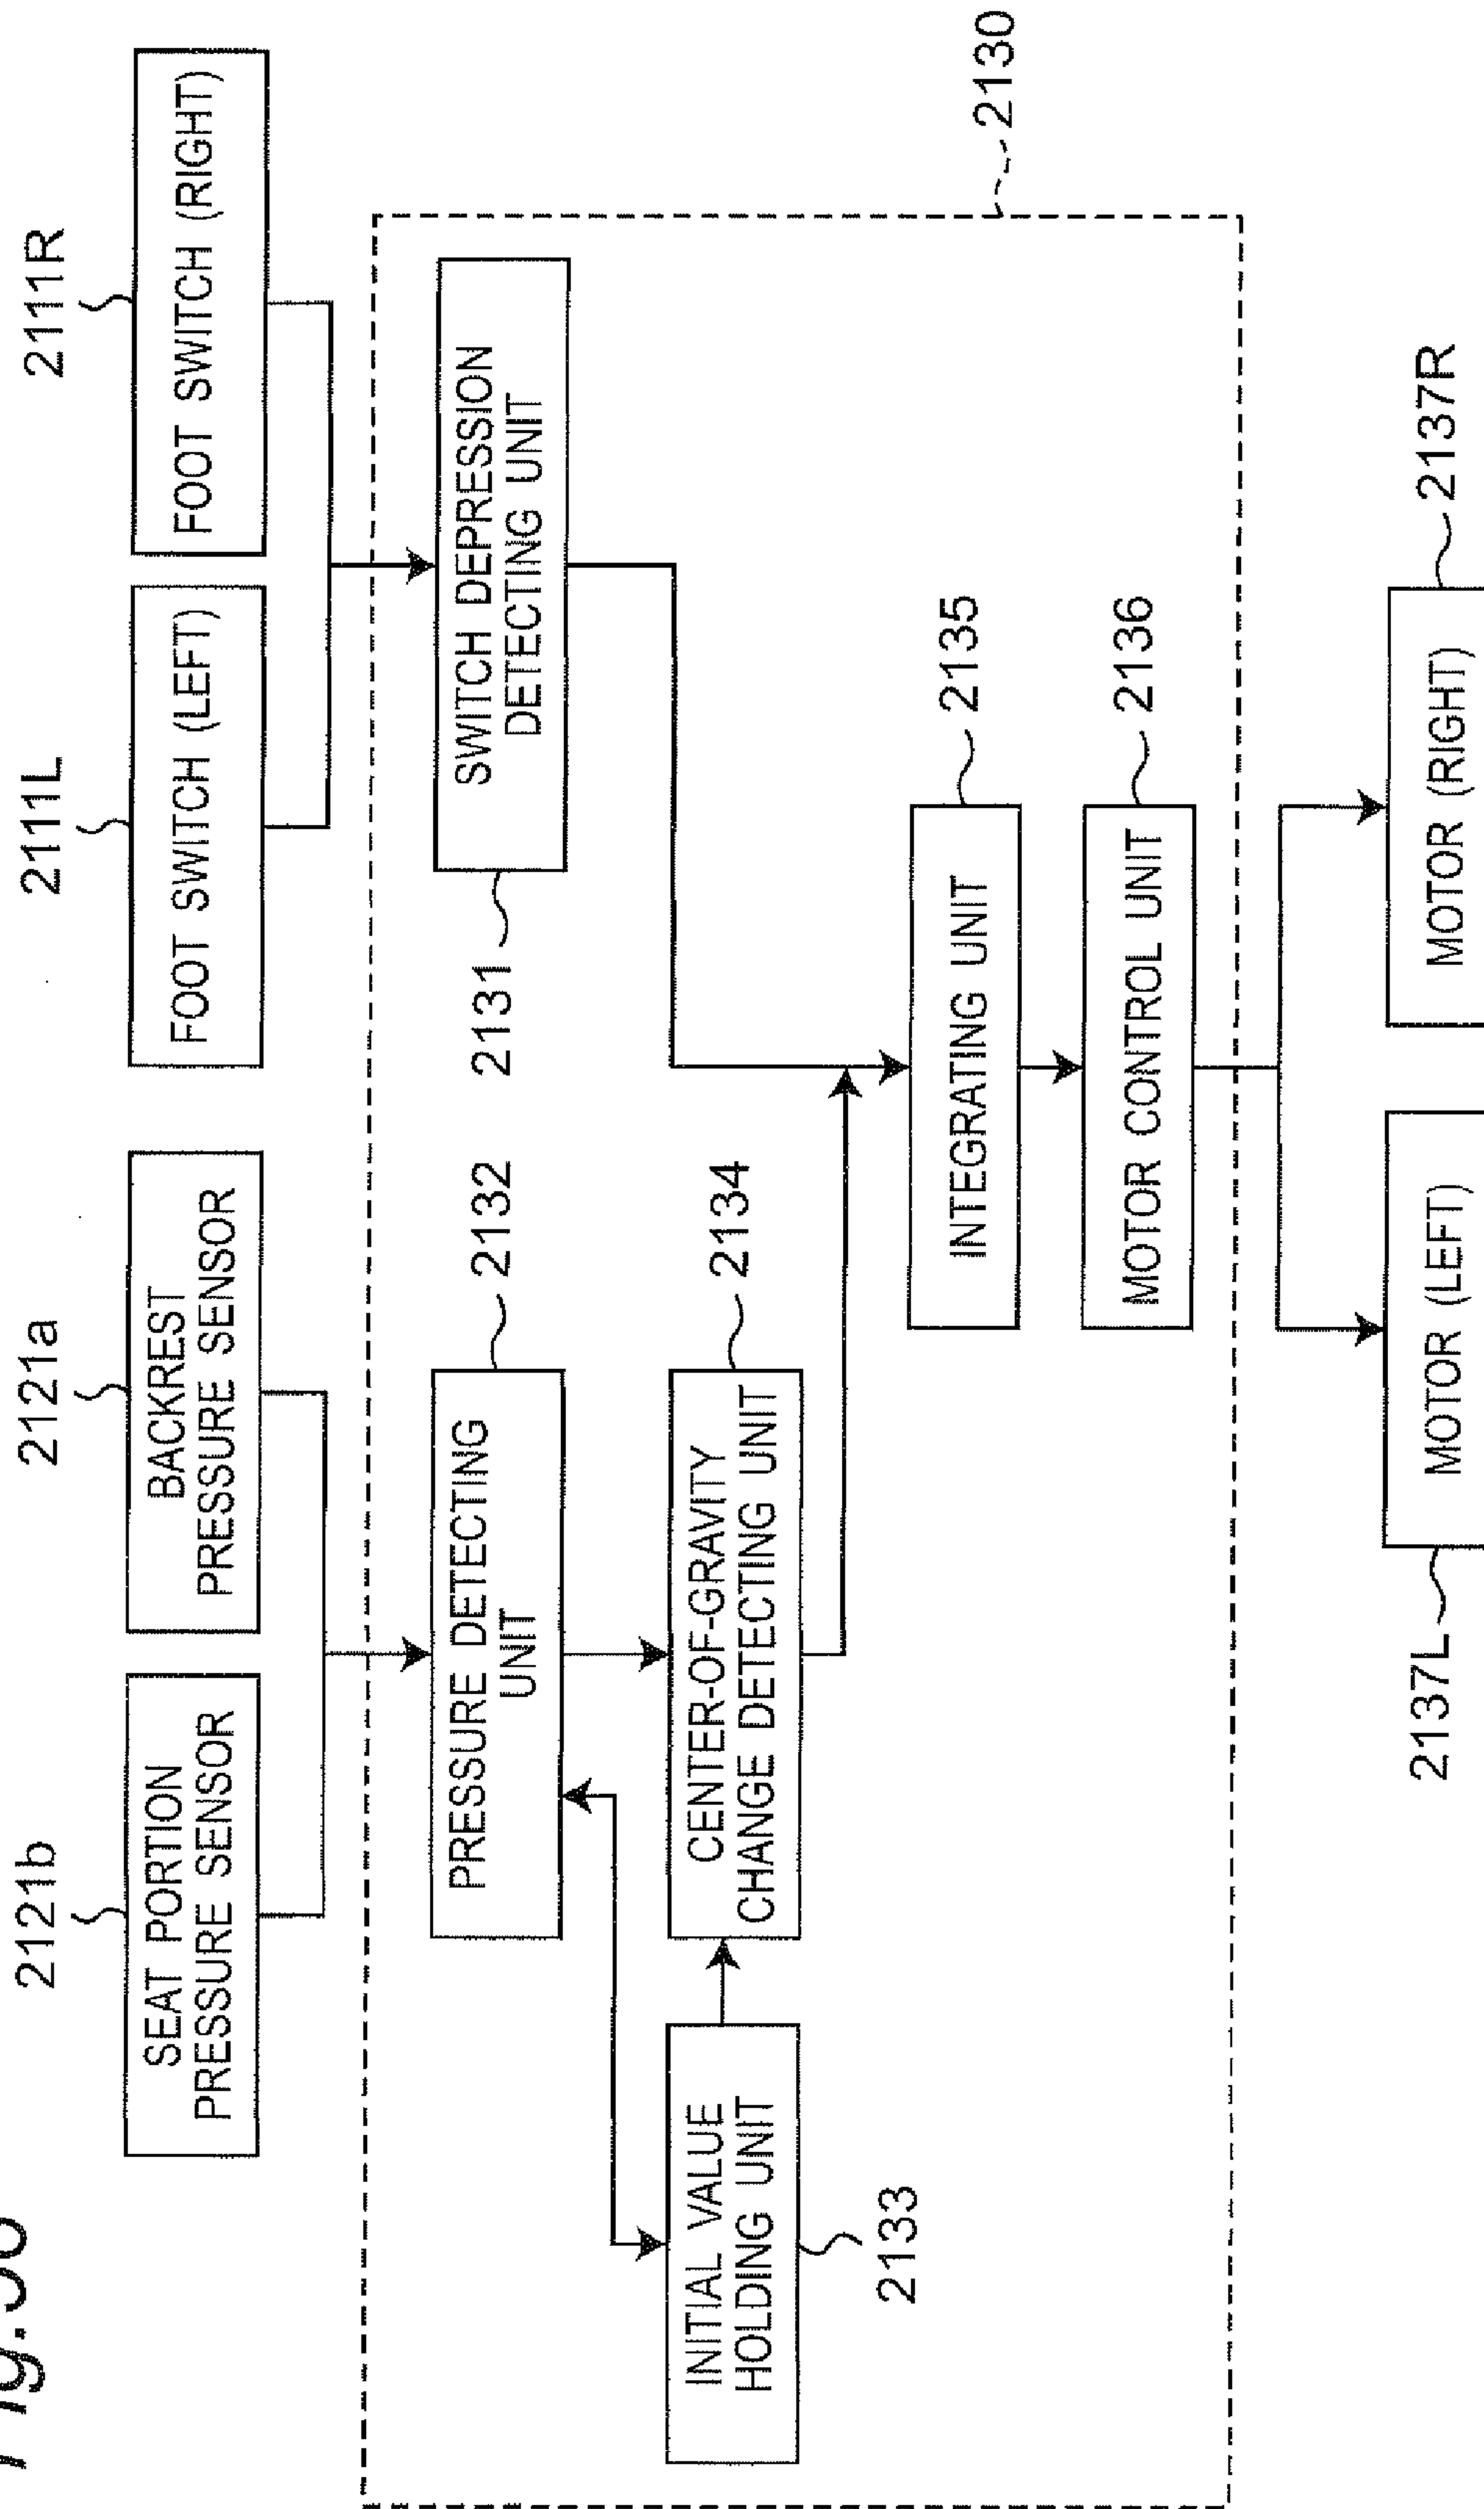 Fig.
2121b
2121a
2111L
2111R
SEAT PORTION
PRESSURE SENSOR
BACKREST
PRESSURE SENSOR
FOOT SWITCH (LEFT)
FOOT SWITCH (RIGHT)
2130
PRESSURE DETECTING
UNIT
2132
2131
SWITCH DEPRESSION
DETECTING UNIT
INITIAL VALUE
HOLDING UNIT
2133
CENTER-OF-GRAVITY
CHANGE DETECTING UNIT
2134
INTEGRATING UNIT
2135
MOTOR CONTROL UNIT
2136
2137L
MOTOR (LEFT)
MOTOR (RIGHT)
2137R